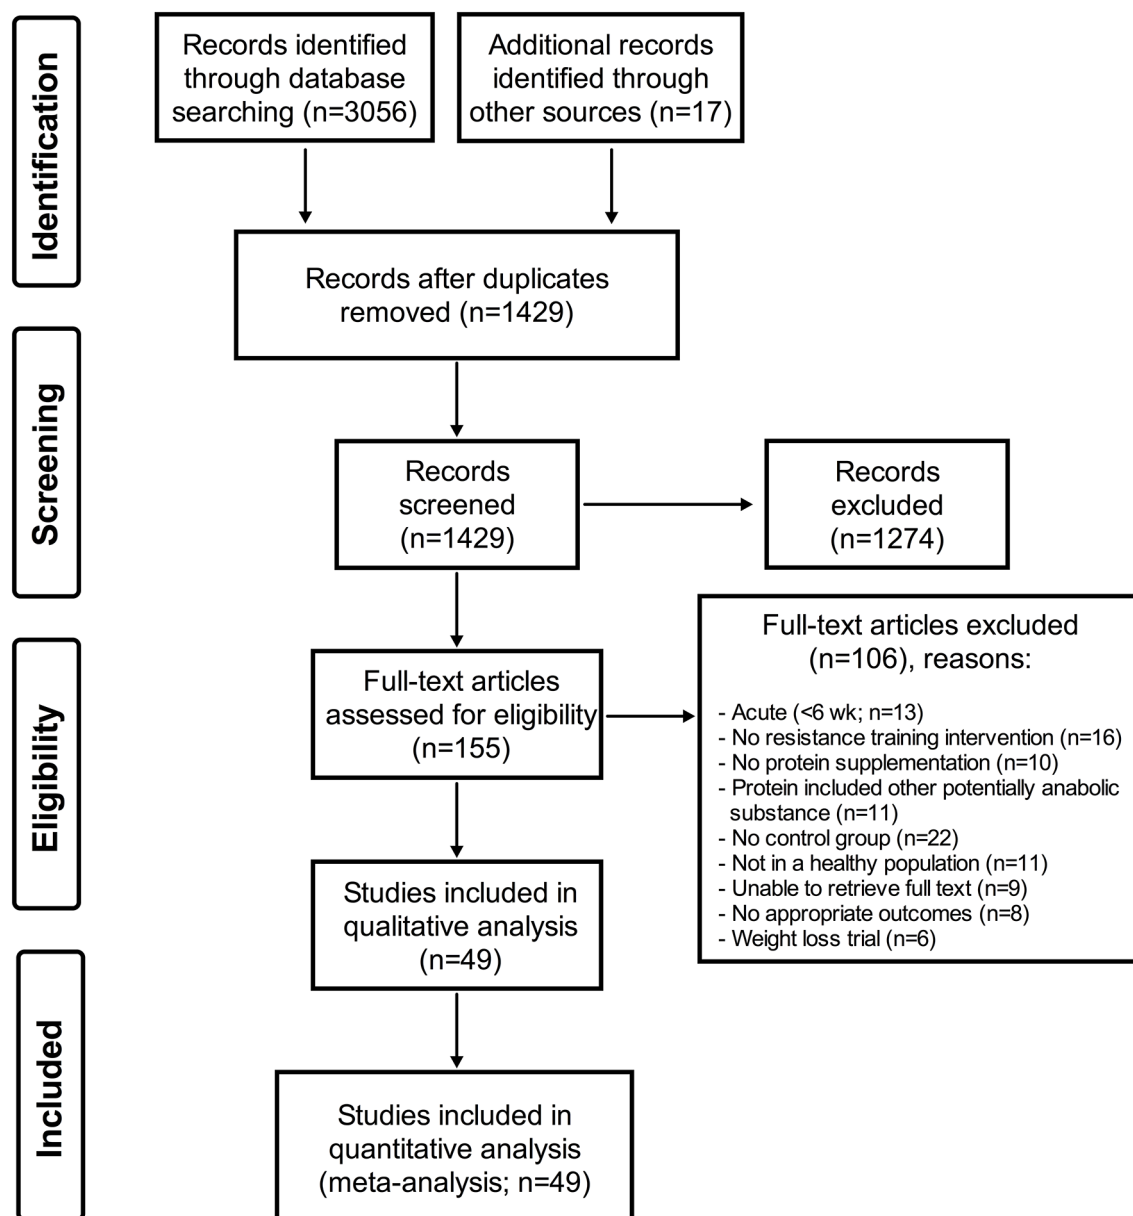 Identification
Records identified
through database
searching (n=3056)
Additional records
identified through
other sources (n=17)
Records after duplicates
removed (n=1429)
Screening
Records
screened
(n=1429)
Records
excluded
(n=1274)
Eligibility
Full-text articles
assessed for eligibility
(n=155)
Full-text articles excluded
(n=106), reasons:
- Acute (<6 wk; n=13)
- No resistance training intervention (n=16)
- No protein supplementation (n=10)
- Protein included other potentially anabolic
substance (n=11)
- No control group (n=22)
- Not in a healthy population (n=11)
- Unable to retrieve full text (n=9)
- No appropriate outcomes (n=8)
- Weight loss trial (n=6)
Studies included in
qualitative analysis
(n=49)
Included
Studies included in
quantitative analysis
(meta-analysis; n=49)